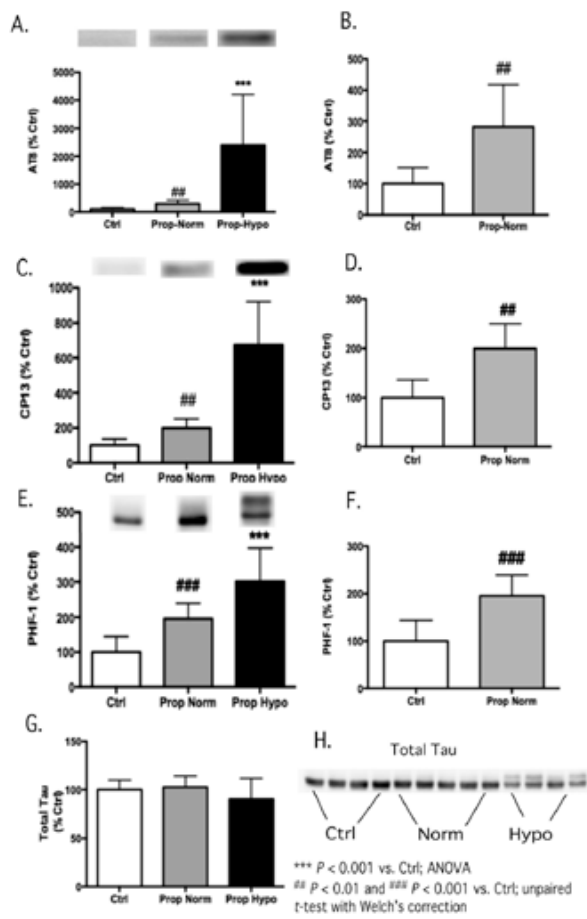 A.
B.
AT8 (% Ctrl)
5000
4000
3000
2000
1000
0
##
***
Ctrl
Prop-Norm
Prop-Hypo
AT8 (% Ctrl)
500
400
300
200
100
0
##
Ctrl
Prop-Norm
C.
D.
CP13 (% Ctrl)
1000
800
600
400
200
0
##
***
Ctrl
Prop Norm
Prop Hypo
CP13 (% Ctrl)
300
200
100
0
##
Ctrl
Prop Norm
E.
F.
PHF-1 (% Ctrl)
500
400
300
200
100
0
###
***
Ctrl
Prop Norm
Prop Hypo
PHF-1 (% Ctrl)
300
200
100
0
###
Ctrl
Prop Norm
G.
H.
Total Tau
(% Ctrl)
150
100
50
0
Ctrl
Prop Norm
Prop Hypo
Total Tau
Ctrl
Norm
Hypo
*** P < 0.001 vs. Ctrl; ANOVA
## P < 0.01 and ### P < 0.001 vs. Ctrl; unpaired
t-test with Welch's correction